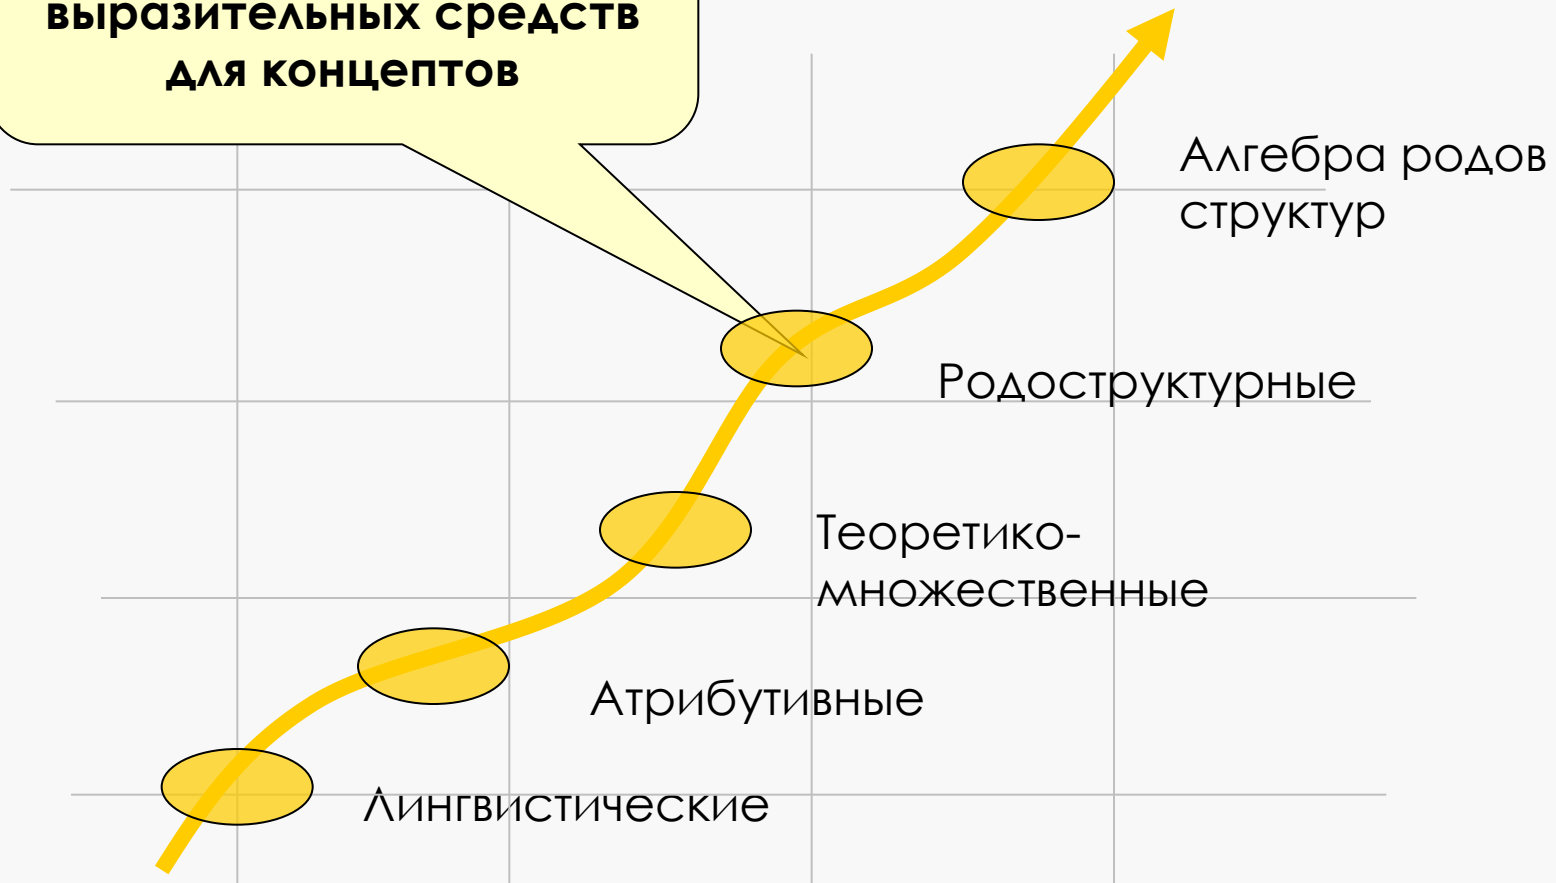 выразительных средств
для концептов
Алгебра родов
структур
Родоструктурные
Теоретико-
множественные
Атрибутивные
Лингвистические